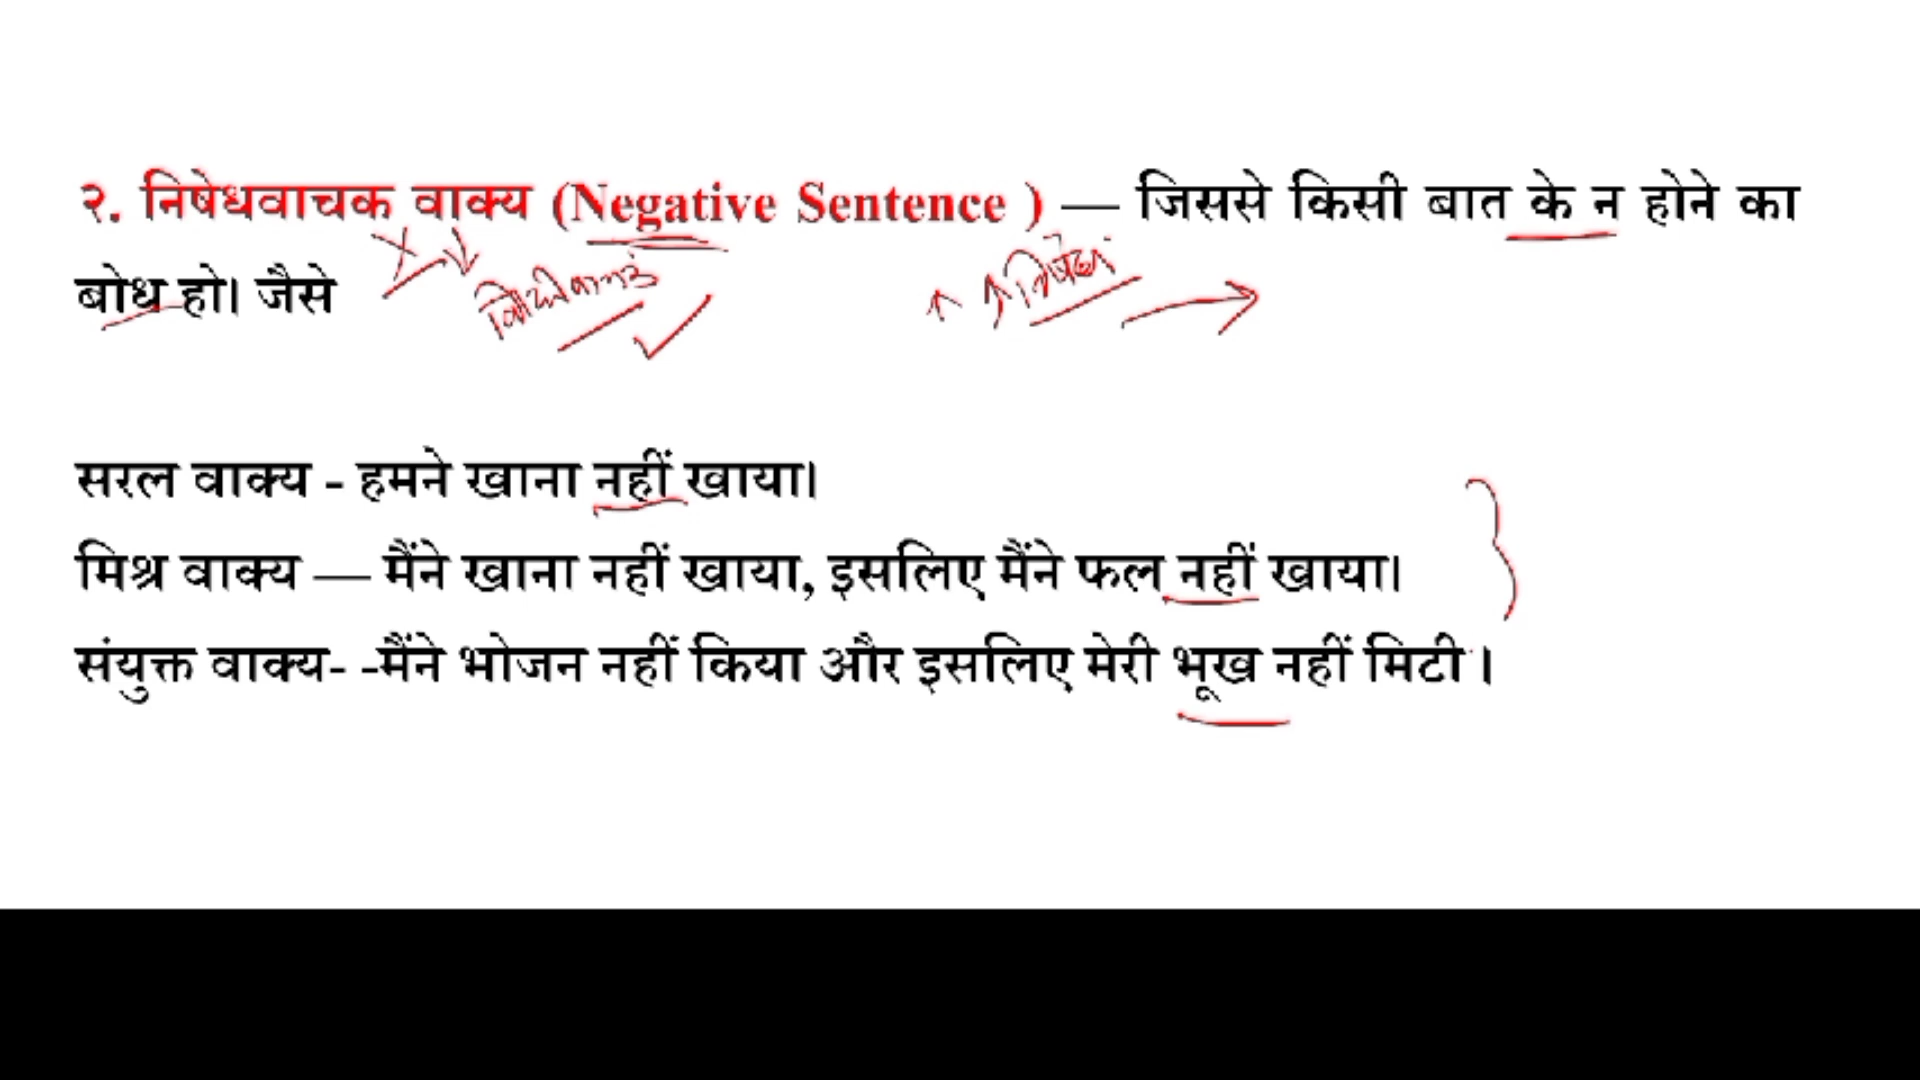 २. निषेधवाचक वाक्य (Negative Sentence ) — जिससे किसी बात के न होने का
बोध हो। जैसे
सरल वाक्य - हमने खाना नहीं खाया।
मिश्र वाक्य — मैंने खाना नहीं खाया, इसलिए मैंने फल नहीं खाया।
संयुक्त वाक्य- -मैंने भोजन नहीं किया और इसलिए मेरी भूख नहीं मिटी ।